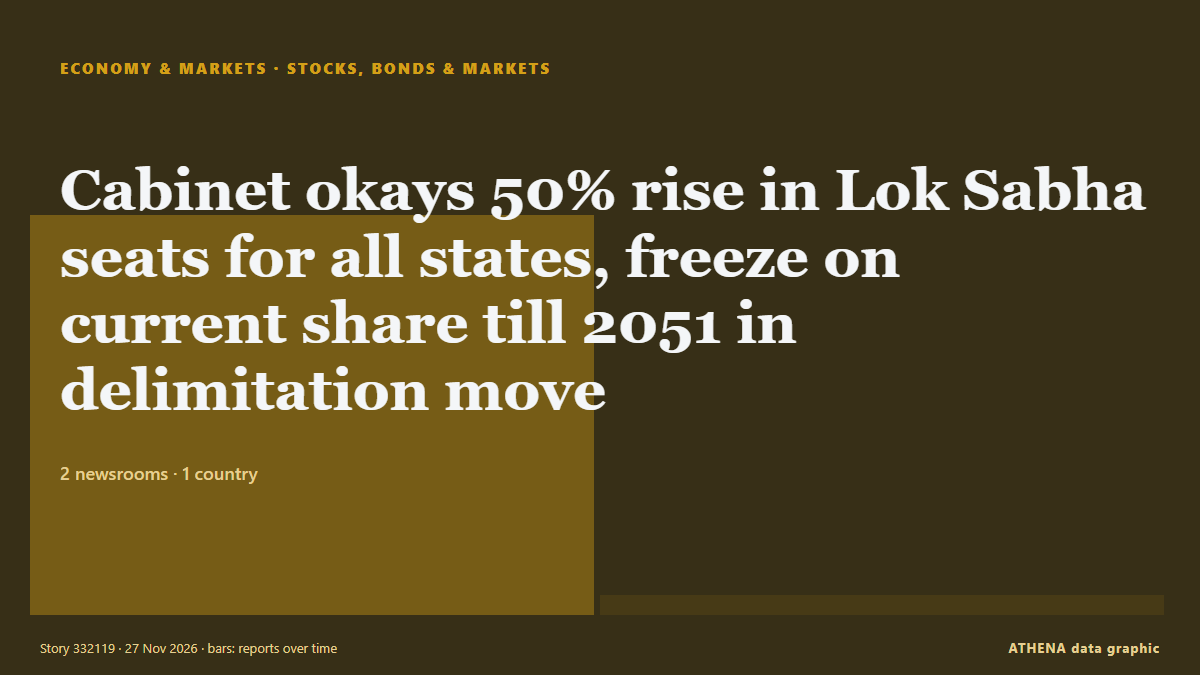 ECONOMY & MARKETS · STOCKS, BONDS & MARKETS
Cabinet okays 50% rise in Lok Sabha
seats for all states, freeze on
current share till 2051 in
delimitation move
2 newsrooms · 1 country
Story 332119 · 27 Nov 2026 · bars: reports over time
ATHENA data graphic